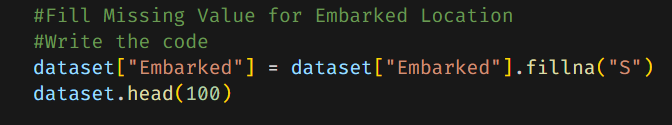 #Fill Missing Value for Embarked Location
#Write the code
dataset["Embarked"] = dataset["Embarked"].fillna("S")
dataset.head(100)